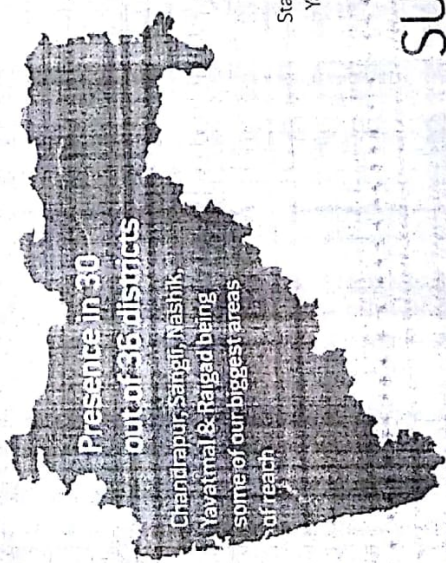 Presence in 30
out of 36 districts
Chandrapur, Sangli, Nashik,
Yavatmal & Raigad being
some of our biggest areas
of reach